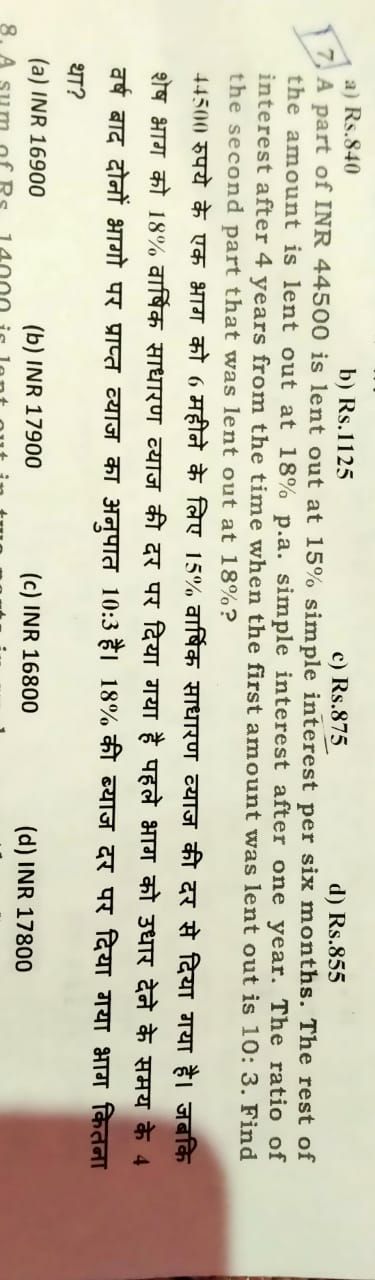 a) Rs.840 b) Rs.1125 c) Rs.875 d) Rs.855
7. A part of INR 44500 is lent out at 15% simple interest per six months. The rest of
the amount is lent out at 18% p.a. simple interest after one year. The ratio of
interest after 4 years from the time when the first amount was lent out is 10: 3. Find
the second part that was lent out at 18%?
44500 रुपये के एक भाग को 6 महीने के लिए 15% वार्षिक साधारण ब्याज की दर से दिया गया है। जबकि
शेष भाग को 18% वार्षिक साधारण ब्याज की दर पर दिया गया है पहले भाग को उधार देने के समय के 4
वर्ष बाद दोनों भागो पर प्राप्त ब्याज का अनुपात 10:3 है। 18% की ब्याज दर पर दिया गया भाग कितना
था?
(a) INR 16900 (b) INR 17900 (c) INR 16800 (d) INR 17800
8. A sum of Rs. 14000 is lent out in two parts in